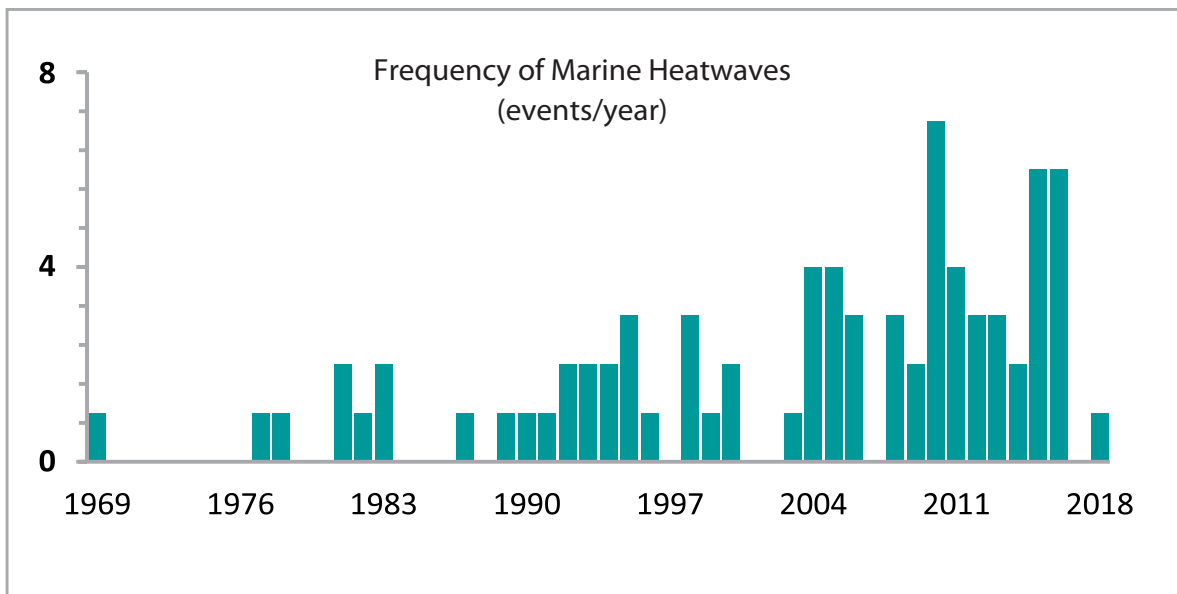 Frequency of Marine Heatwaves
(events/year)
8
4
0
1969 1976 1983 1990 1997 2004 2011 2018